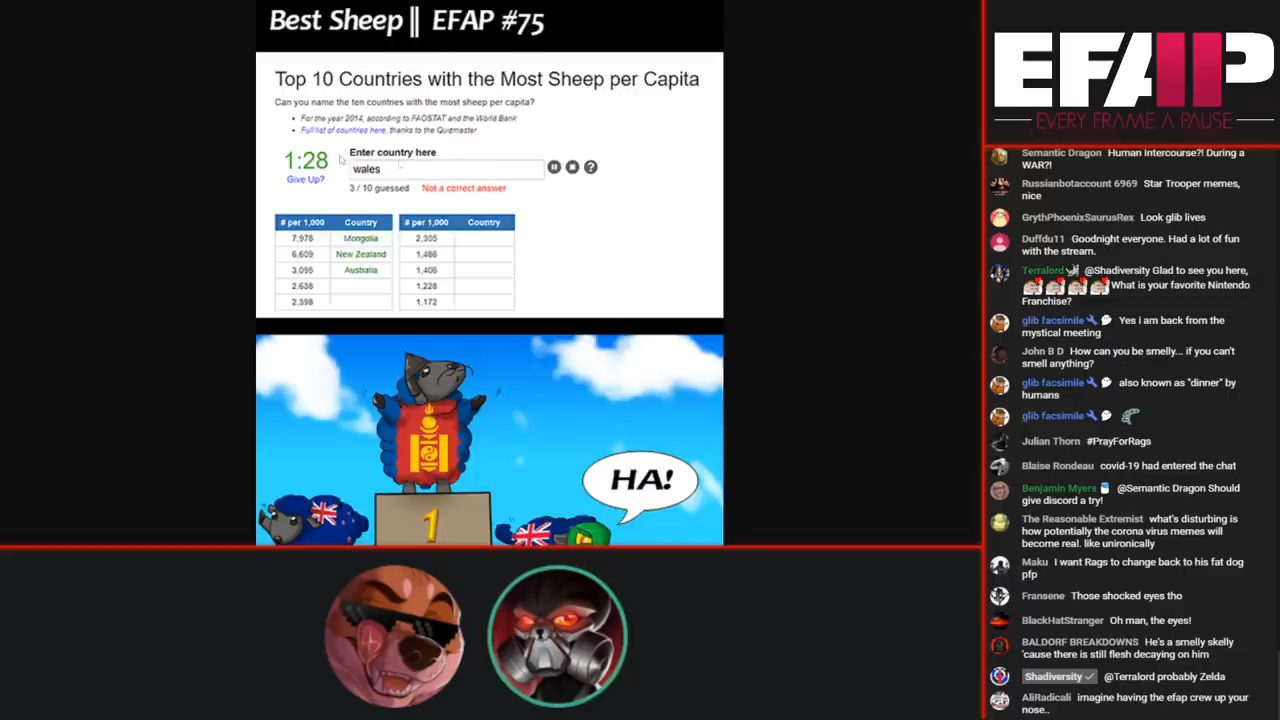 Best Sheep || EFAP #75
Top 10 Countries with the Most Sheep per Capita
Can you name the ten countries with the most sheep per capita?
• For the year 2014, according to FAOSTAT and the World Bank
• Full list of countries here, thanks to the Quizmaster
1:28
Give Up?
Enter country here
wales
3 / 10 guessed Not a correct answer
# per 1,000 Country # per 1,000 Country
7,978 Mongolia 2,305
6,609 New Zealand 1,486
3,095 Australia 1,406
2,638 1,228
2,398 1,172
HA!
1
EFAP
EVERY FRAME A PAUSE
Semantic Dragon Human Intercourse?! During a
WAR?!
Russianbotaccount 6969 Star Trooper memes,
nice
GrythPhoenixSaurusRex Look glib lives
Duffdu11 Goodnight everyone. Had a lot of fun
with the stream.
Terralord @Shadiversity Glad to see you here,
What is your favorite Nintendo
Franchise?
glib facsimile Yes i am back from the
mystical meeting
John B D How can you be smelly... if you can't
smell anything?
glib facsimile also known as "dinner" by
humans
glib facsimile
Julian Thorn #PrayForRags
Blaise Rondeau covid-19 had entered the chat
Benjamin Myers @Semantic Dragon Should
give discord a try!
The Reasonable Extremist what's disturbing is
how potentially the corona virus memes will
become real. like unironically
Maku I want Rags to change back to his fat dog
pfp
Fransene Those shocked eyes tho
BlackHatStranger Oh man, the eyes!
BALDORF BREAKDOWNS He's a smelly skelly
'cause there is still flesh decaying on him
Shadiversity ✓ @Terralord probably Zelda
AliRadicali imagine having the efap crew up your
nose..